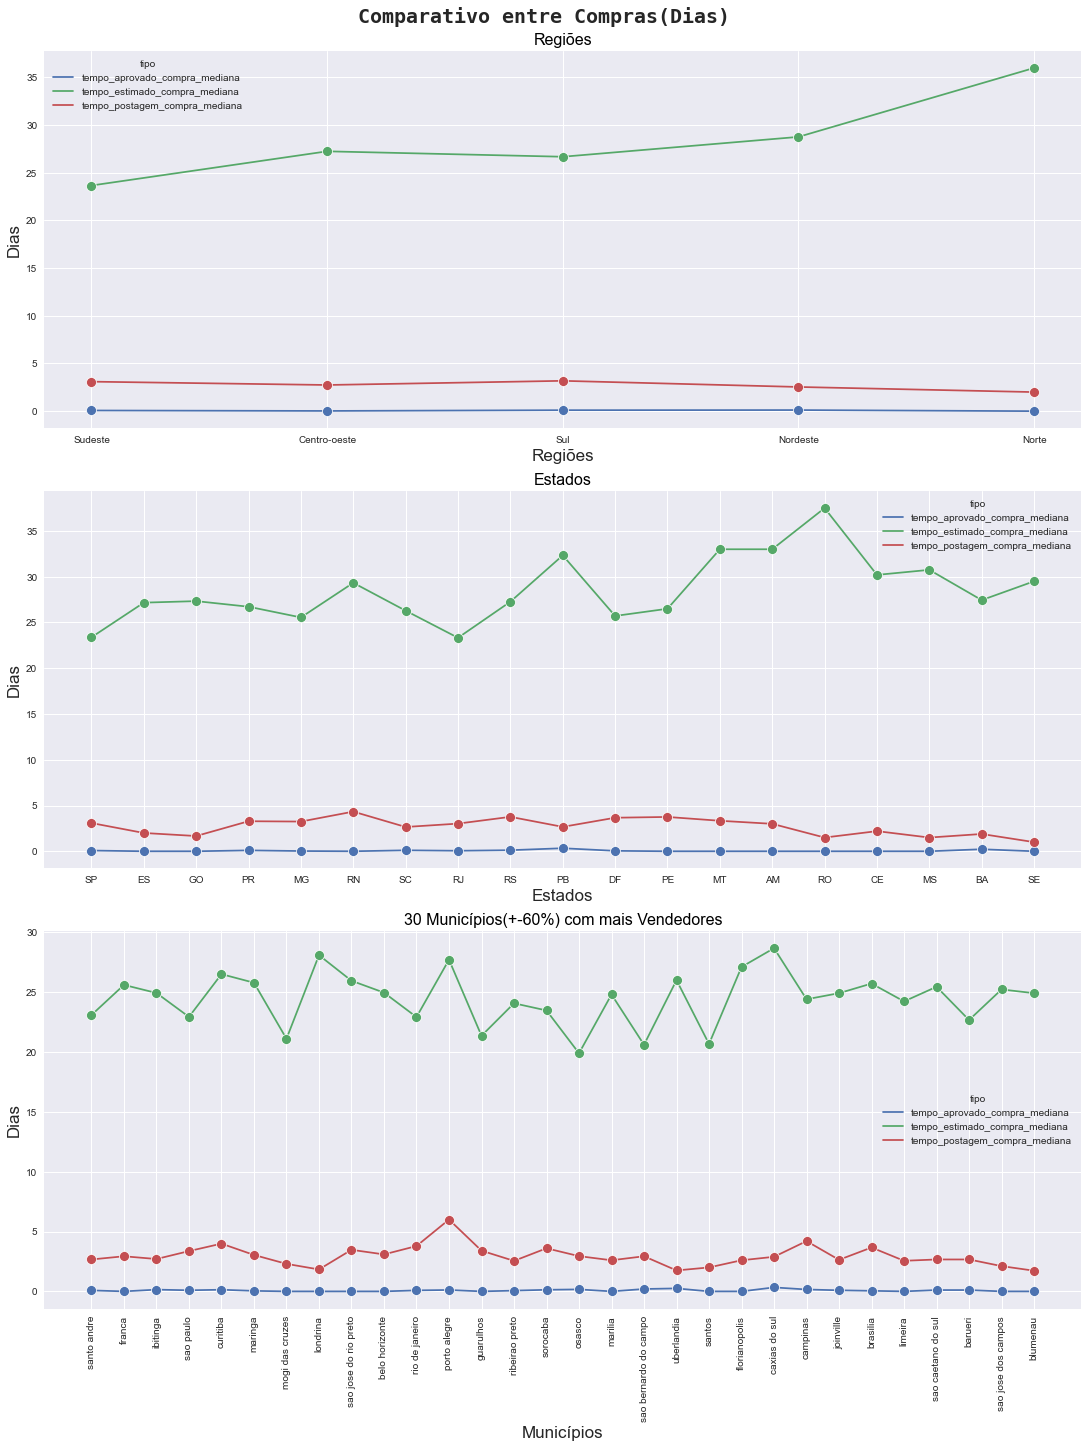 Comparativo entre Compras(Dias)
Regiões
tipo
tempo_aprovado_compra_mediana
tempo_estimado_compra_mediana
tempo_postagem_compra_mediana
35
30
25
20
15
10
5
0
Dias
Sudeste Centro-oeste Sul Nordeste Norte
Regiões
Estados
tipo
tempo_aprovado_compra_mediana
tempo_estimado_compra_mediana
tempo_postagem_compra_mediana
35
30
25
20
15
10
5
0
Dias
SP ES GO PR MG RN SC RJ RS PB DF PE MT AM RO CE MS BA SE
Estados
30 Municípios(+-60%) com mais Vendedores
30
25
20
15
10
5
0
Dias
tipo
tempo_aprovado_compra_mediana
tempo_estimado_compra_mediana
tempo_postagem_compra_mediana
santo andre
franca
ibitinga
sao paulo
curitiba
maringa
mogi das cruzes
londrina
sao jose do rio preto
belo horizonte
rio de janeiro
porto alegre
guarulhos
ribeirao preto
sorocaba
osasco
marilia
sao bernardo do campo
uberlandia
santos
florianopolis
caxias do sul
campinas
joinville
brasilia
limeira
sao caetano do sul
barueri
sao jose dos campos
blumenau
Municípios